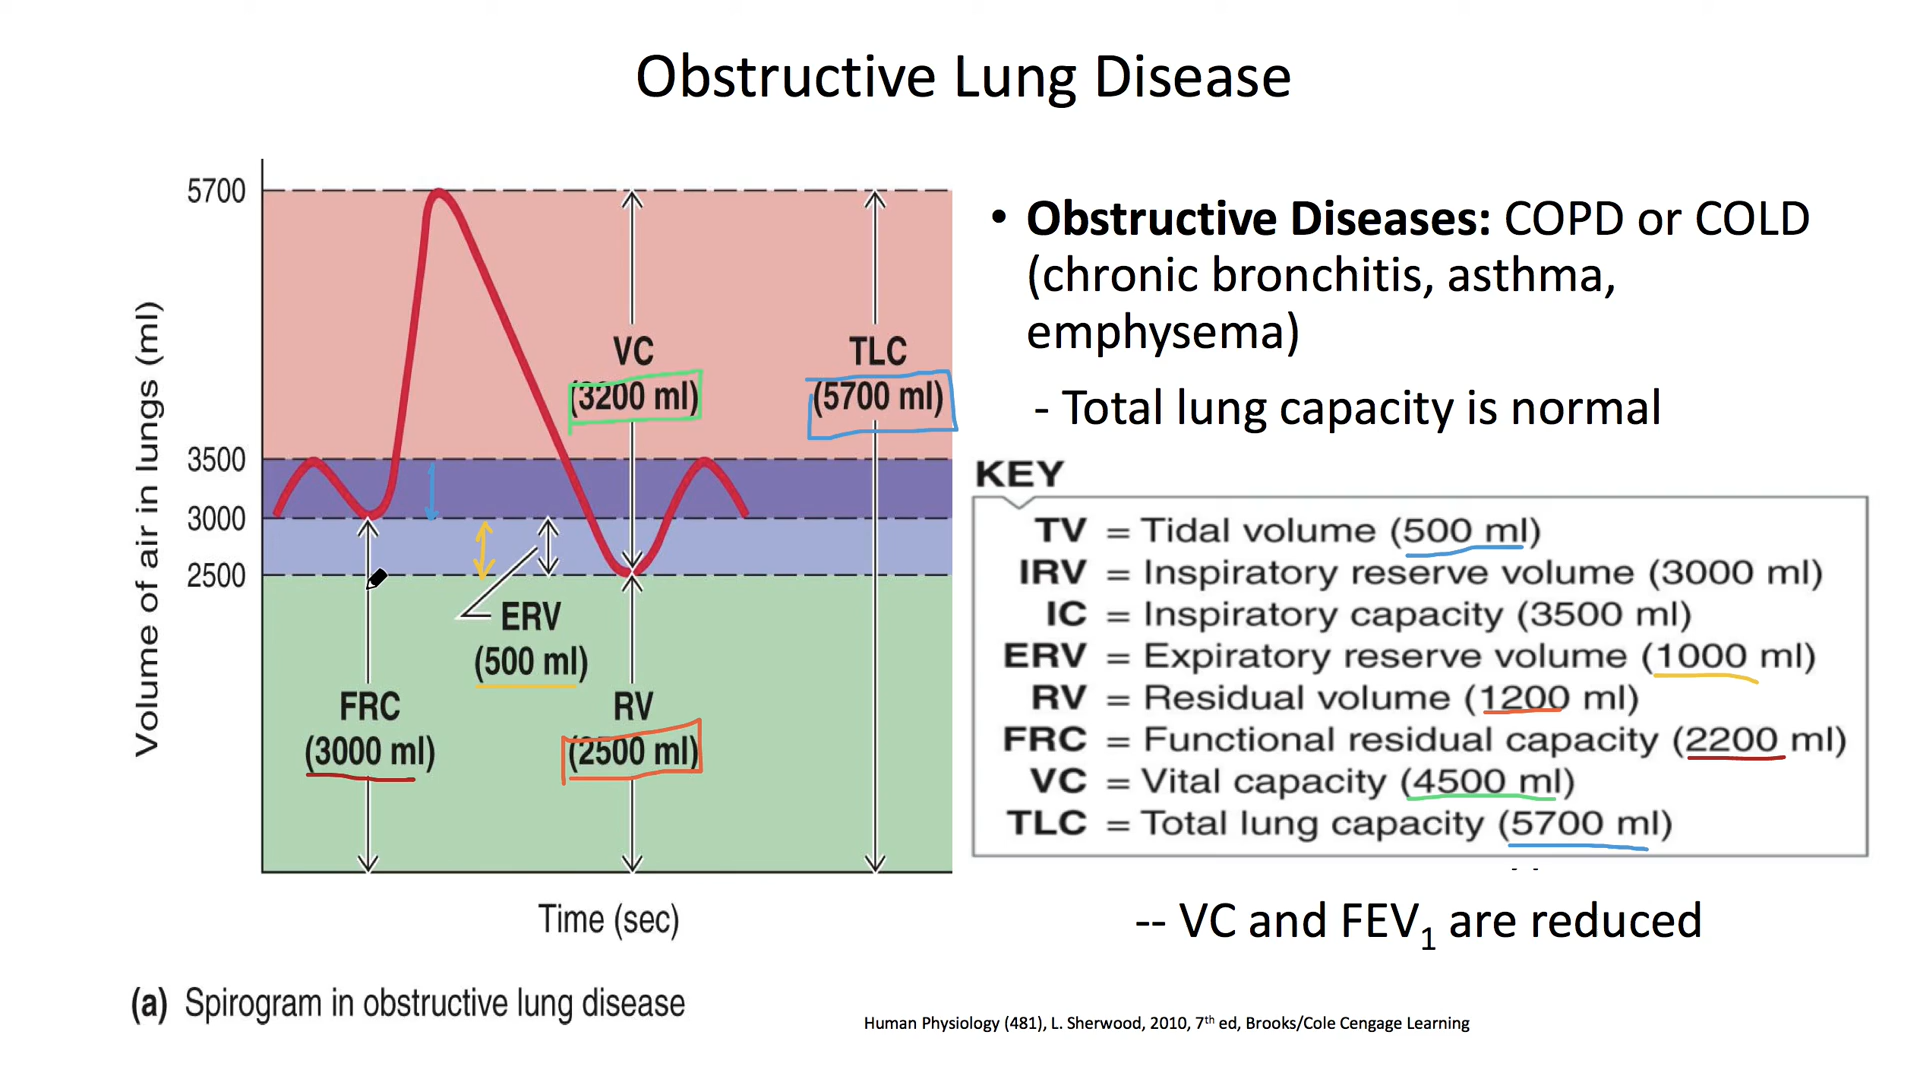 Obstructive Lung Disease
Volume of air in lungs (ml)
5700
3500
3000
2500
VC
(3200 ml)
TLC
(5700 ml)
ERV
(500 ml)
FRC
(3000 ml)
RV
(2500 ml)
Time (sec)
(a) Spirogram in obstructive lung disease
• Obstructive Diseases: COPD or COLD
(chronic bronchitis, asthma,
emphysema)
- Total lung capacity is normal
KEY
TV = Tidal volume (500 ml)
IRV = Inspiratory reserve volume (3000 ml)
IC = Inspiratory capacity (3500 ml)
ERV = Expiratory reserve volume (1000 ml)
RV = Residual volume (1200 ml)
FRC = Functional residual capacity (2200 ml)
VC = Vital capacity (4500 ml)
TLC = Total lung capacity (5700 ml)
-- VC and FEV1 are reduced
Human Physiology (481), L. Sherwood, 2010, 7th ed, Brooks/Cole Cengage Learning